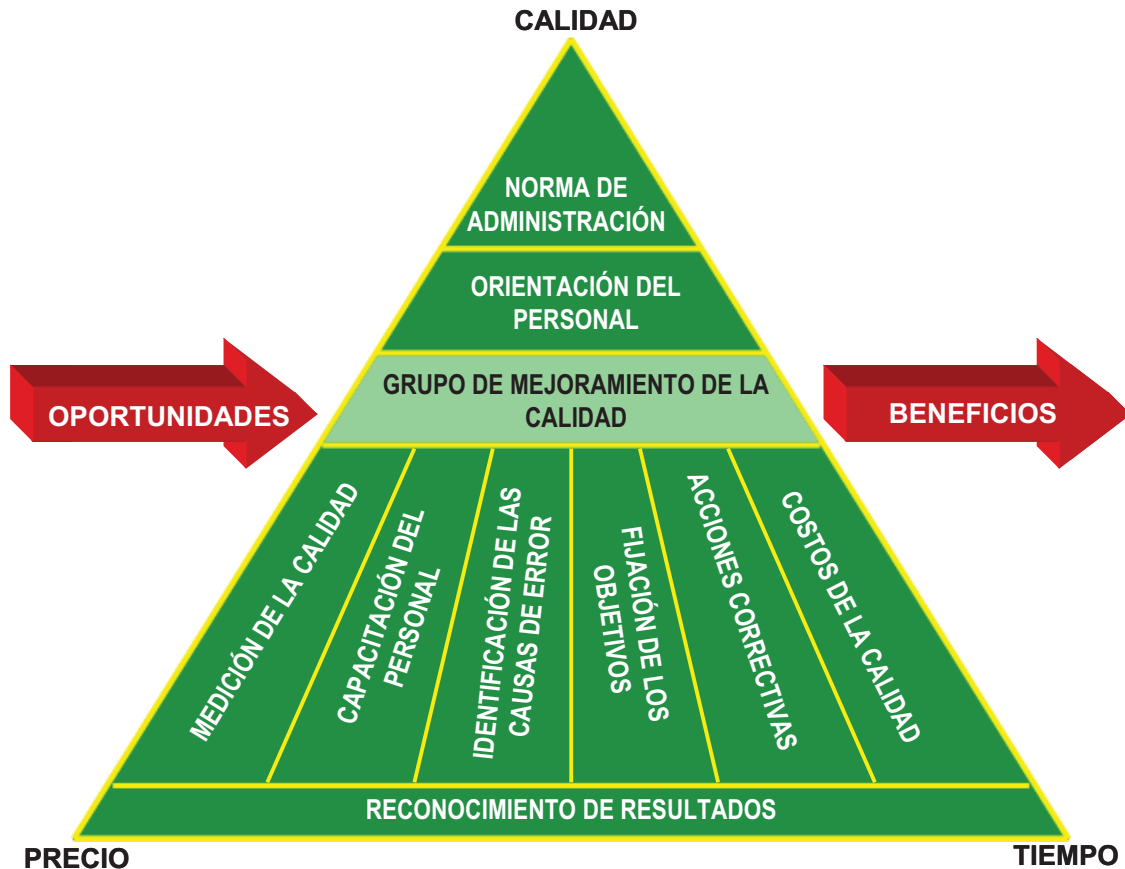 CALIDAD
NORMA DE
ADMINISTRACIÓN
ORIENTACIÓN DEL
PERSONAL
GRUPO DE MEJORAMIENTO DE LA
CALIDAD
OPORTUNIDADES
BENEFICIOS
MEDICIÓN DE LA CALIDAD
CAPACITACIÓN DEL
PERSONAL
IDENTIFICACIÓN DE LAS
CAUSAS DE ERROR
FIJACIÓN DE LOS
OBJETIVOS
ACCIONES CORRECTIVAS
COSTOS DE LA CALIDAD
RECONOCIMIENTO DE RESULTADOS
PRECIO
TIEMPO